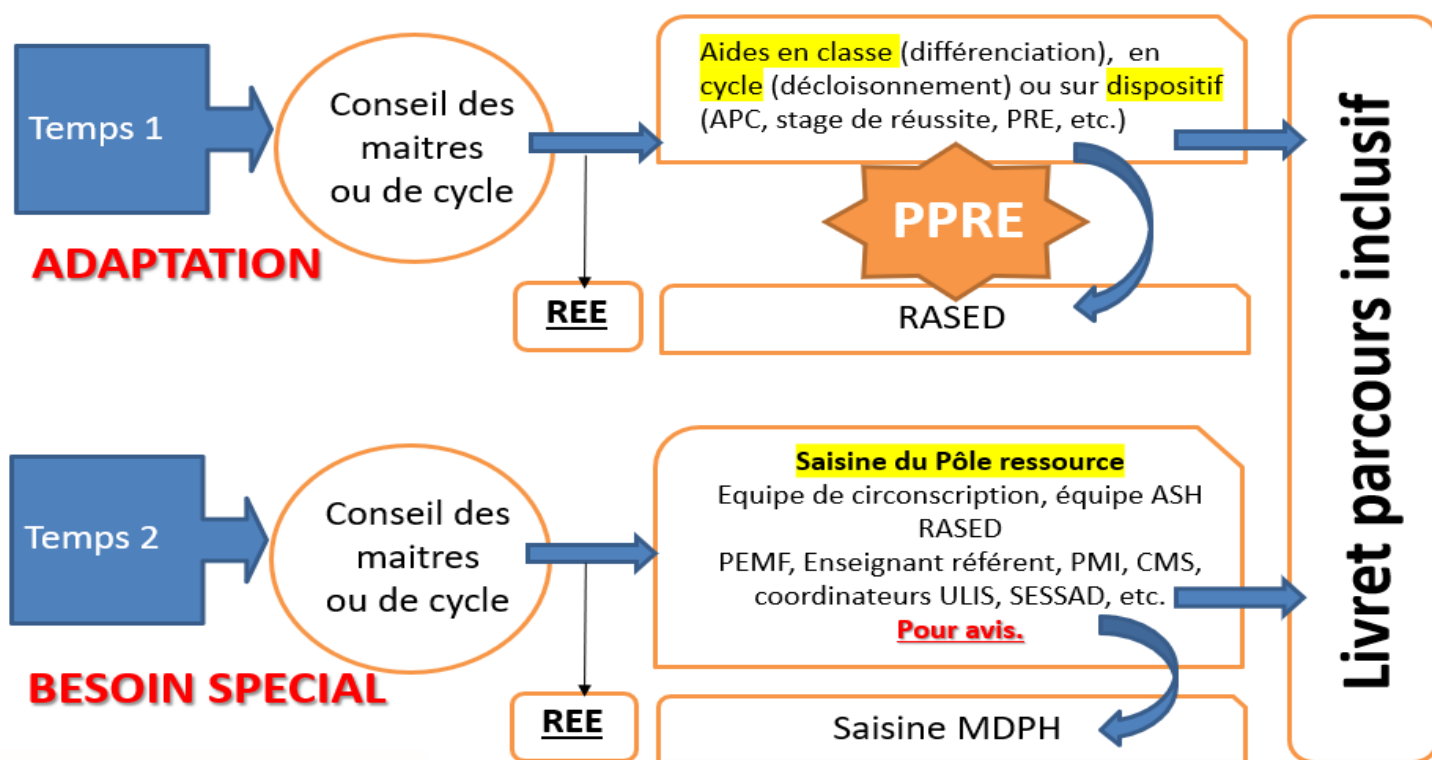 Temps 1
ADAPTATION
Conseil des
maitres
ou de cycle
REE
Aides en classe (différenciation), en
cycle (décloisonnement) ou sur dispositif
(APC, stage de réussite, PRE, etc.)
PPRE
RASED
Temps 2
BESOIN SPECIAL
Conseil des
maitres
ou de cycle
REE
Saisine du Pôle ressource
Equipe de circonscription, équipe ASH
RASED
PEMF, Enseignant référent, PMI, CMS,
coordinateurs ULIS, SESSAD, etc.
Pour avis.
Saisine MDPH
Livret parcours inclusif